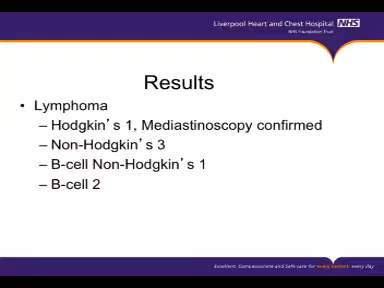 Liverpool Heart and Chest Hospital NHS
NHS Foundation Trust
Results
• Lymphoma
– Hodgkin’s 1, Mediastinoscopy confirmed
– Non-Hodgkin’s 3
– B-cell Non-Hodgkin’s 1
– B-cell 2
Excellent, Compassionate and Safe care for every patient, every day